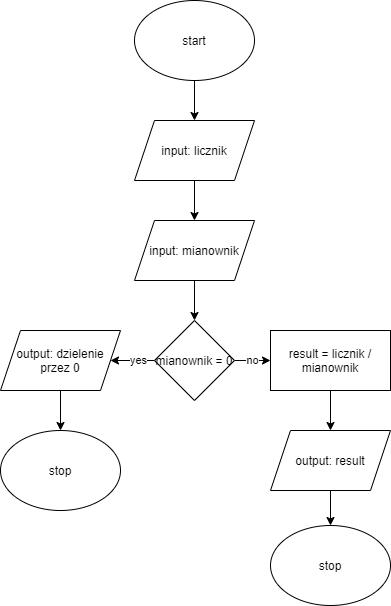 start
input: licznik
input: mianownik
output: dzielenie
przez 0
yes
mianownik = 0
no
result = licznik /
mianownik
stop
output: result
stop